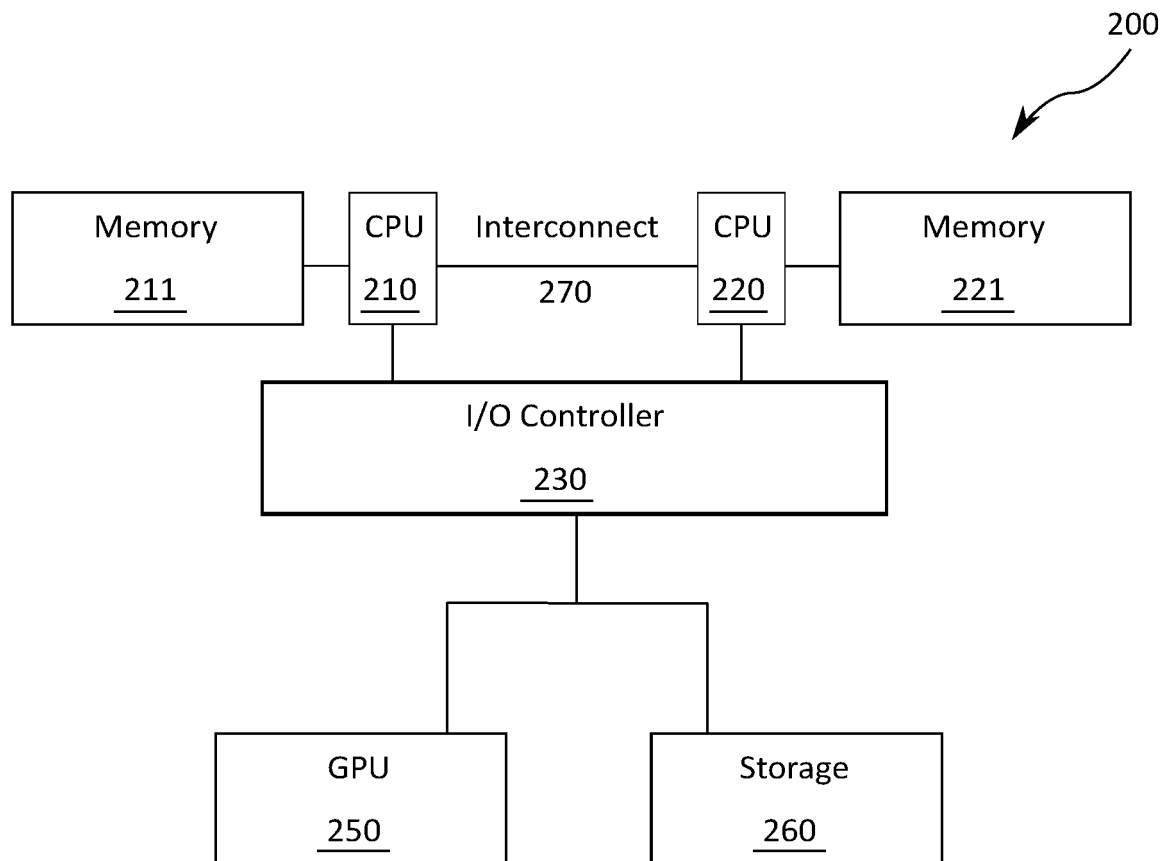 200
Memory
211
CPU
210
Interconnect
270
CPU
220
Memory
221
I/O Controller
230
GPU
250
Storage
260